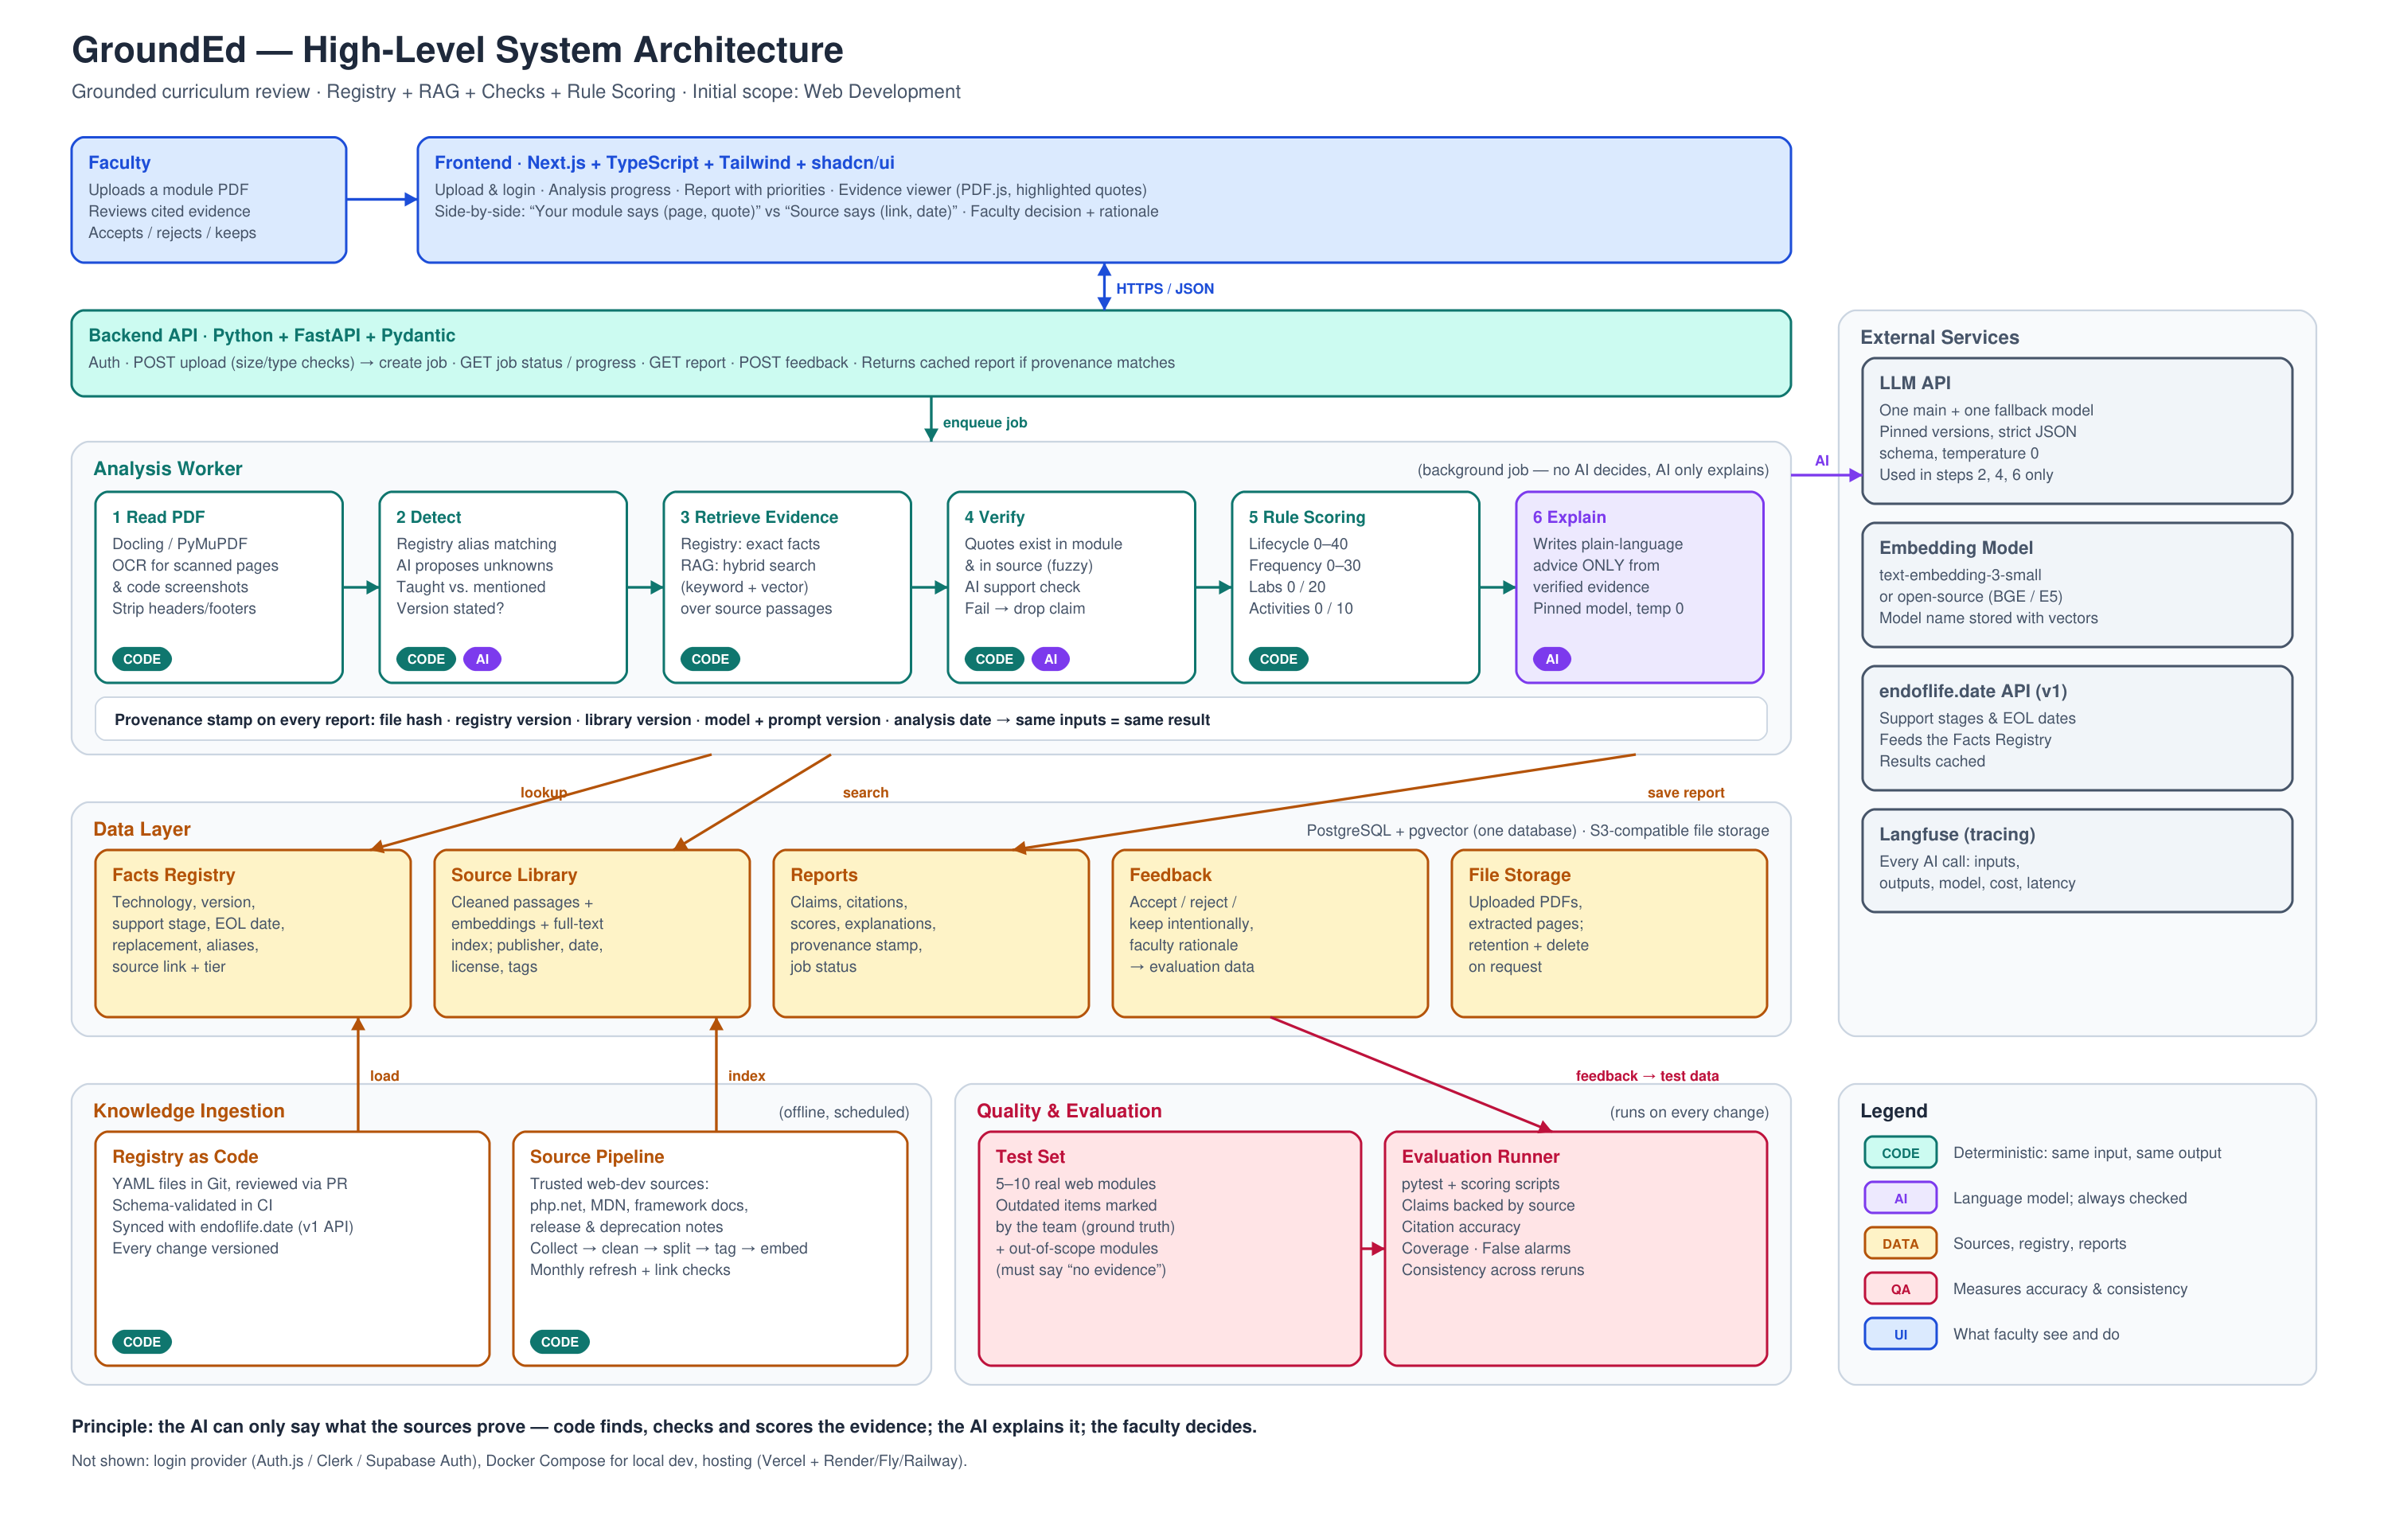 GroundEd — High-Level System Architecture
Grounded curriculum review · Registry + RAG + Checks + Rule Scoring · Initial scope: Web Development
Faculty
Uploads a module PDF
Reviews cited evidence
Accepts / rejects / keeps
Frontend · Next.js + TypeScript + Tailwind + shadcn/ui
Upload & login · Analysis progress · Report with priorities · Evidence viewer (PDF.js, highlighted quotes)
Side-by-side: “Your module says (page, quote)” vs “Source says (link, date)” · Faculty decision + rationale
HTTPS / JSON
Backend API · Python + FastAPI + Pydantic
Auth · POST upload (size/type checks) → create job · GET job status / progress · GET report · POST feedback · Returns cached report if provenance matches
enqueue job
Analysis Worker
(background job — no AI decides, AI only explains)
1 Read PDF
Docling / PyMuPDF
OCR for scanned pages
& code screenshots
Strip headers/footers
CODE
2 Detect
Registry alias matching
AI proposes unknowns
Taught vs. mentioned
Version stated?
CODE AI
3 Retrieve Evidence
Registry: exact facts
RAG: hybrid search
(keyword + vector)
over source passages
CODE
4 Verify
Quotes exist in module
& in source (fuzzy)
AI support check
Fail → drop claim
CODE AI
5 Rule Scoring
Lifecycle 0–40
Frequency 0–30
Labs 0 / 20
Activities 0 / 10
CODE
6 Explain
Writes plain-language
advice ONLY from
verified evidence
Pinned model, temp 0
AI
Provenance stamp on every report: file hash · registry version · library version · model + prompt version · analysis date → same inputs = same result
AI
External Services
LLM API
One main + one fallback model
Pinned versions, strict JSON
schema, temperature 0
Used in steps 2, 4, 6 only
Embedding Model
text-embedding-3-small
or open-source (BGE / E5)
Model name stored with vectors
endoflife.date API (v1)
Support stages & EOL dates
Feeds the Facts Registry
Results cached
Langfuse (tracing)
Every AI call: inputs,
outputs, model, cost, latency
lookup
search
save report
Data Layer
PostgreSQL + pgvector (one database) · S3-compatible file storage
Facts Registry
Technology, version,
support stage, EOL date,
replacement, aliases,
source link + tier
Source Library
Cleaned passages +
embeddings + full-text
index; publisher, date,
license, tags
Reports
Claims, citations,
scores, explanations,
provenance stamp,
job status
Feedback
Accept / reject /
keep intentionally,
faculty rationale
→ evaluation data
File Storage
Uploaded PDFs,
extracted pages;
retention + delete
on request
load
index
feedback → test data
Knowledge Ingestion
(offline, scheduled)
Registry as Code
YAML files in Git, reviewed via PR
Schema-validated in CI
Synced with endoflife.date (v1 API)
Every change versioned
CODE
Source Pipeline
Trusted web-dev sources:
php.net, MDN, framework docs,
release & deprecation notes
Collect → clean → split → tag → embed
Monthly refresh + link checks
CODE
Quality & Evaluation
(runs on every change)
Test Set
5–10 real web modules
Outdated items marked
by the team (ground truth)
+ out-of-scope modules
(must say “no evidence”)
Evaluation Runner
pytest + scoring scripts
Claims backed by source
Citation accuracy
Coverage · False alarms
Consistency across reruns
Legend
CODE Deterministic: same input, same output
AI Language model; always checked
DATA Sources, registry, reports
QA Measures accuracy & consistency
UI What faculty see and do
Principle: the AI can only say what the sources prove — code finds, checks and scores the evidence; the AI explains it; the faculty decides.
Not shown: login provider (Auth.js / Clerk / Supabase Auth), Docker Compose for local dev, hosting (Vercel + Render/Fly/Railway).